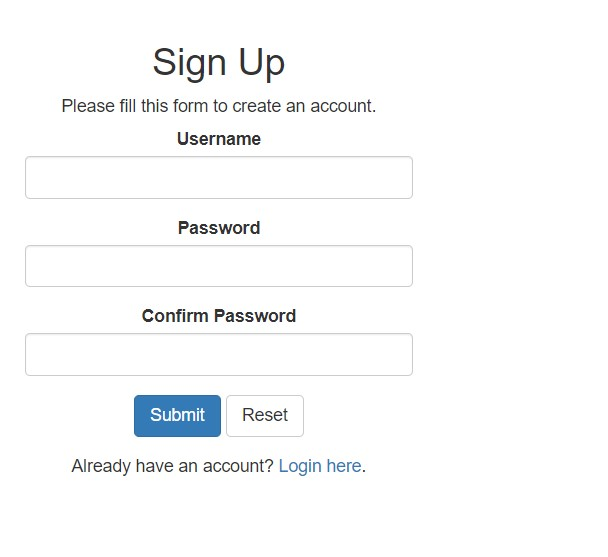 Sign Up
Please fill this form to create an account.
Username
Password
Confirm Password
Submit Reset
Already have an account? Login here.